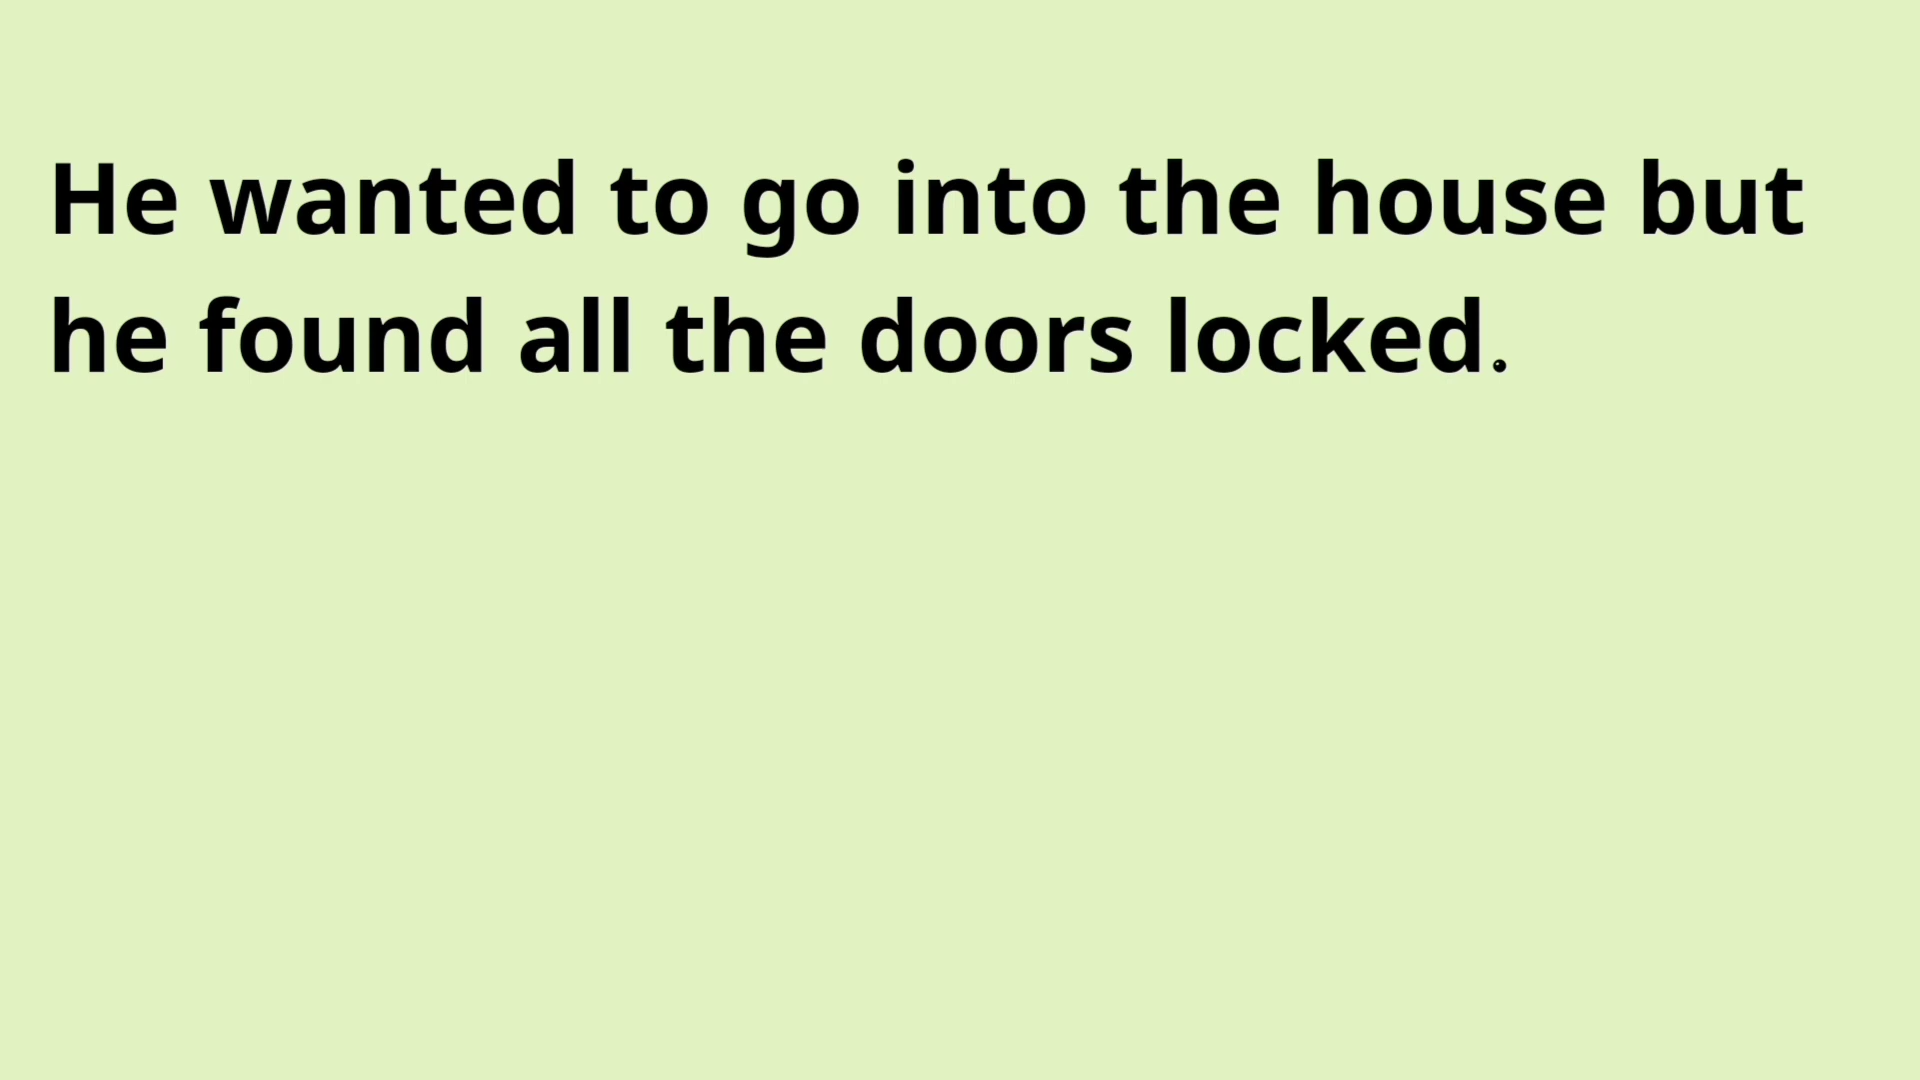 He wanted to go into the house but
he found all the doors locked.